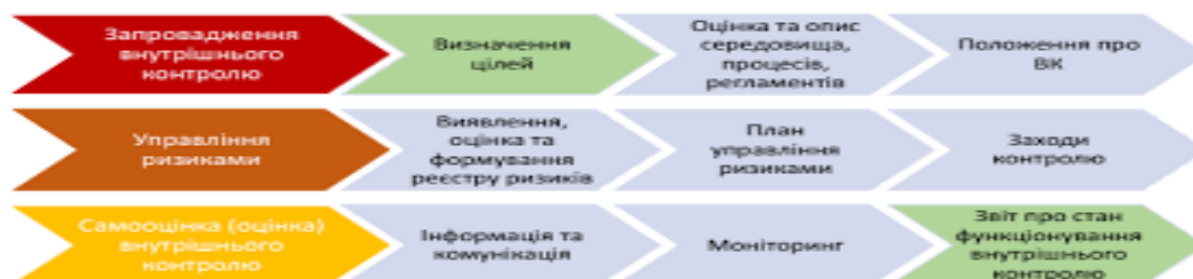 Запровадження
внутрішнього
контролю
Визначення
цілей
Оцінка та опис
середовища,
процесів,
регламентів
Положення про
ВК
Управління
ризиками
Виявлення,
оцінка та
формування
реєстру ризиків
План
управління
ризиками
Заходи
контролю
Самооцінка (оцінка)
внутрішнього
контролю
Інформація та
комунікація
Моніторинг
Звіт про стан
функціонування
внутрішнього
контролю